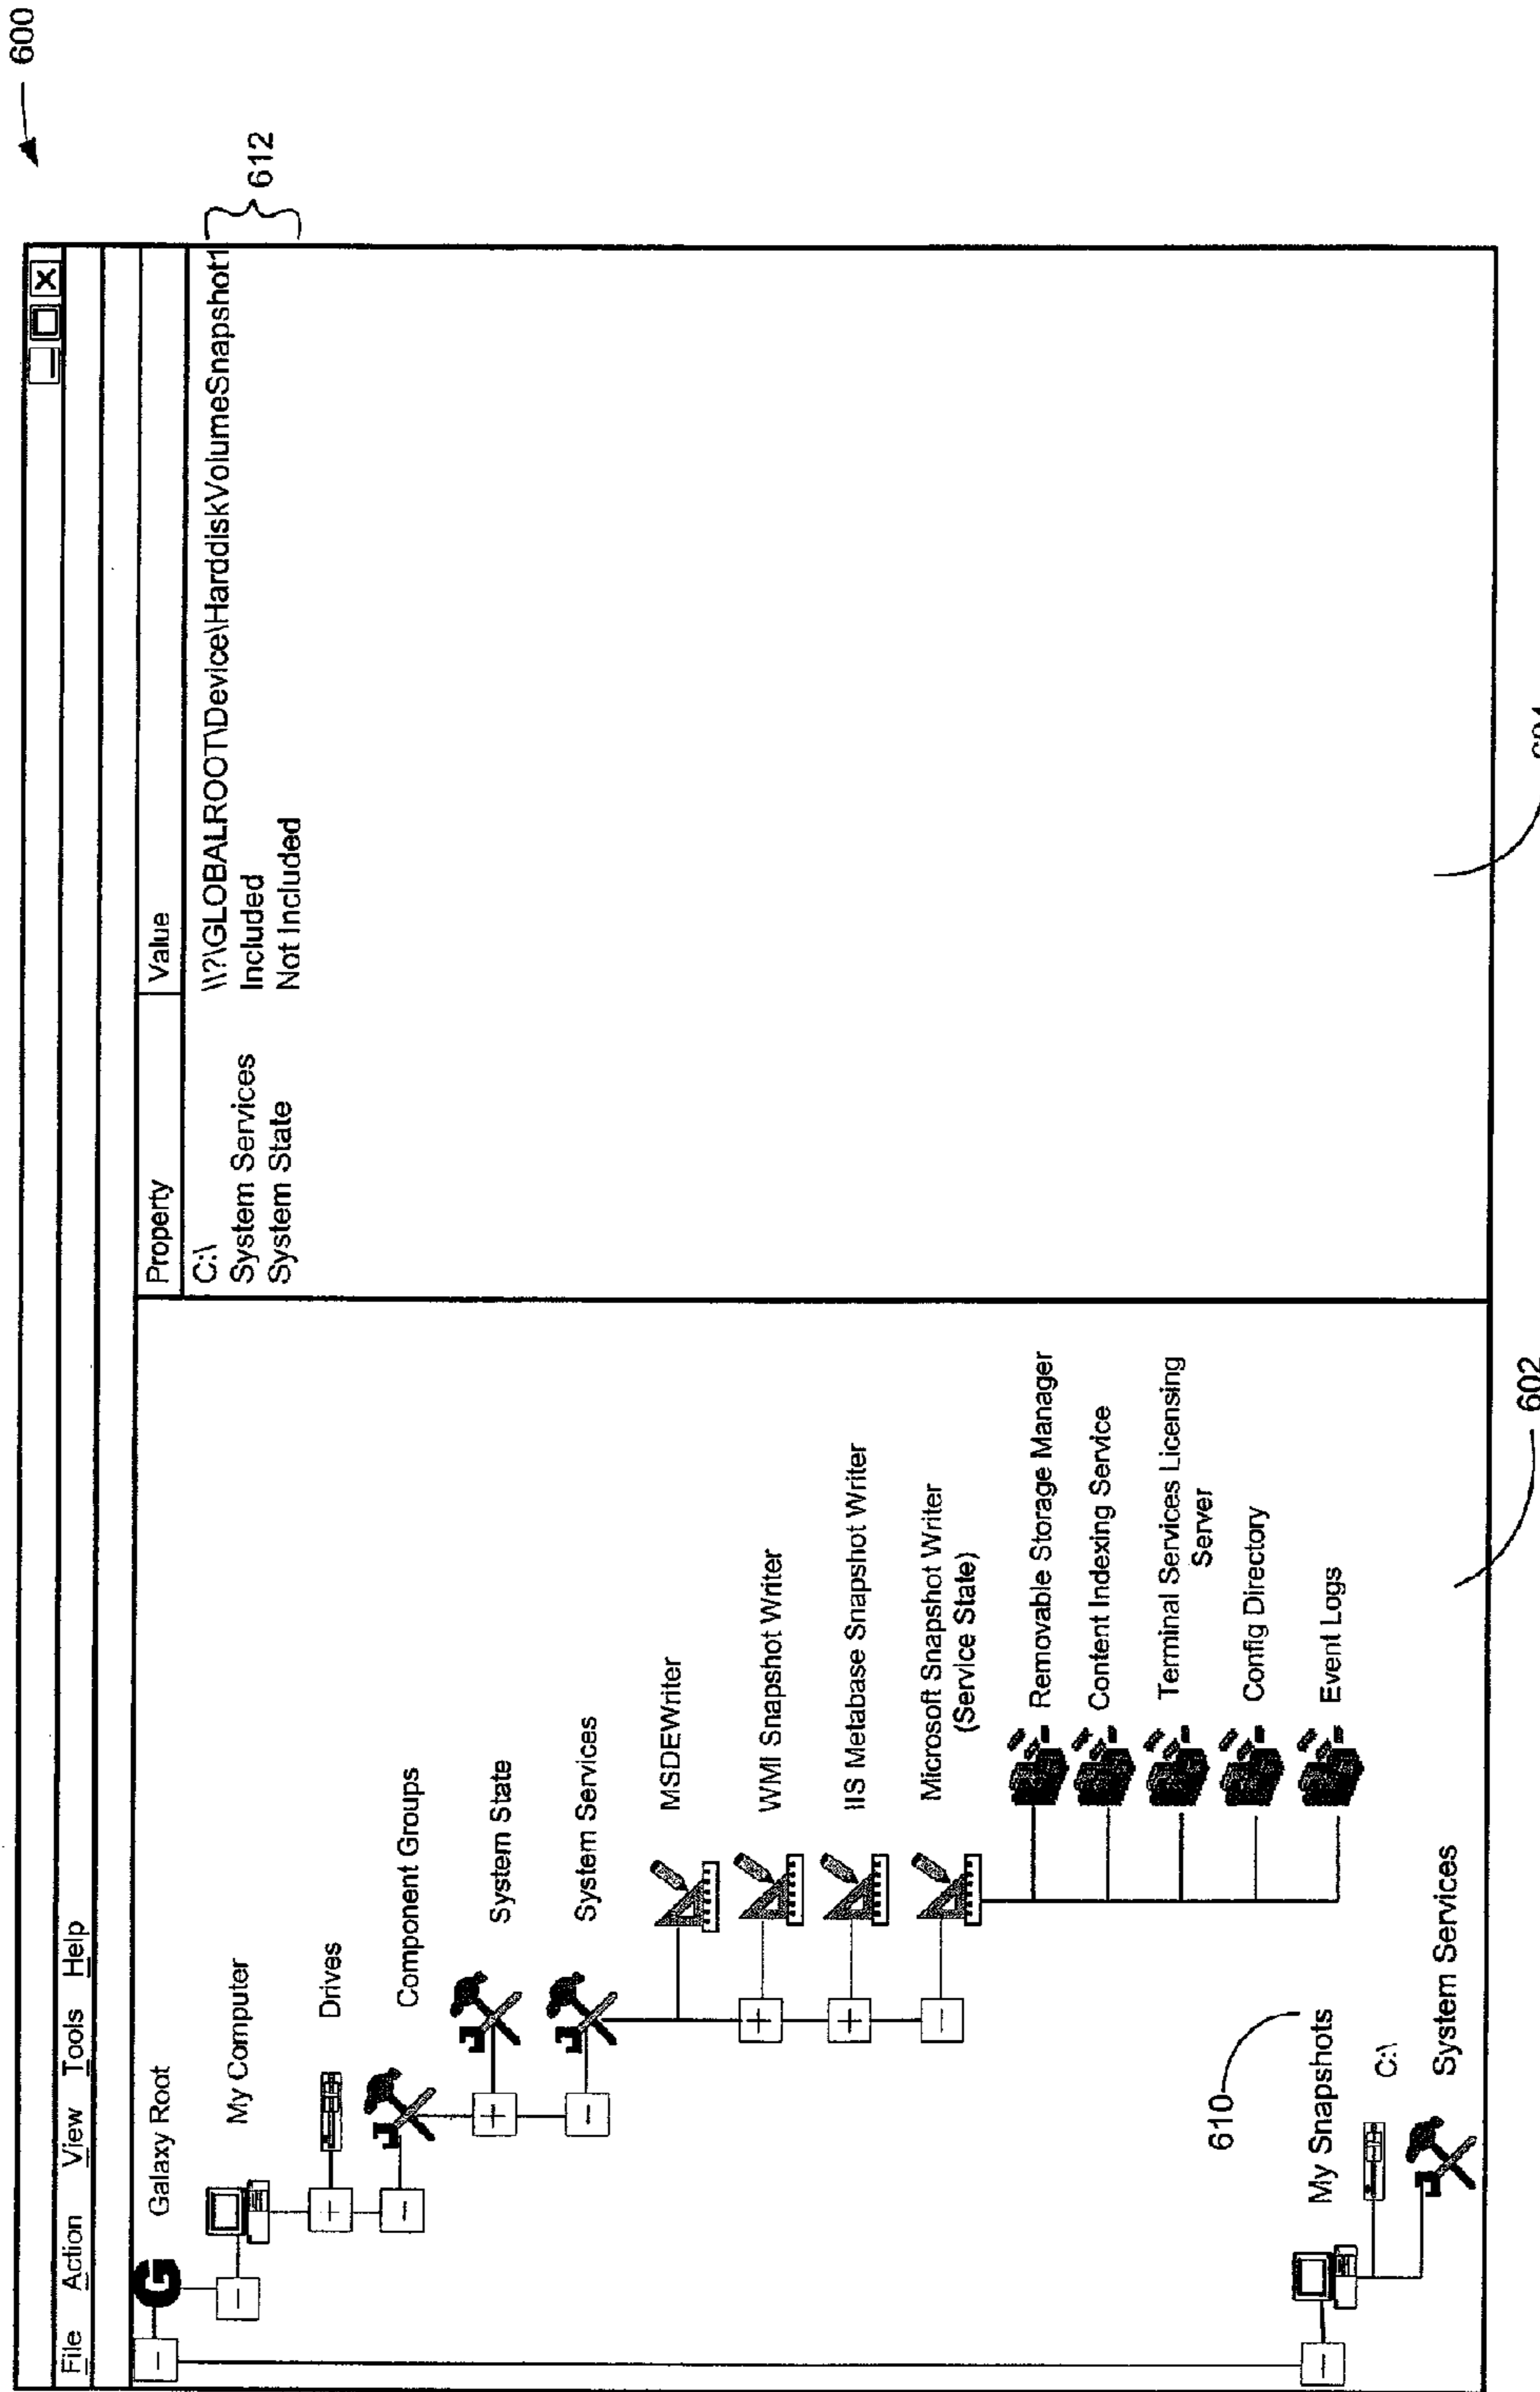 600
File Action View Tools Help
Galaxy Root
My Computer
Drives
Component Groups
System State
System Services
MSDEWriter
WMI Snapshot Writer
IIS Metabase Snapshot Writer
Microsoft Snapshot Writer
(Service State)
Removable Storage Manager
Content Indexing Service
Terminal Services Licensing
Server
Config Directory
Event Logs
610
My Snapshots
C:\
System Services
602
Property Value
C:\ \\?\GLOBALROOT\Device\HarddiskVolumeSnapshot1
System Services Included
System State Not Included
612